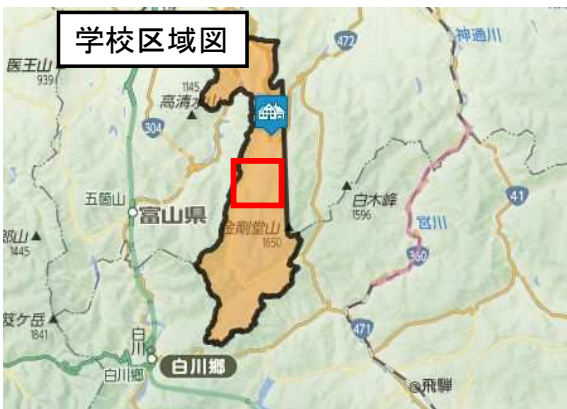 学校区域図
472
神通川
医王山
939
1145
高清水山
304
五箇山
富山県
白木峰
1596
41
宮川
金剛堂山
1650
1445
360
笈ケ岳
1841
471
白川
白川郷
白川郷
飛騨